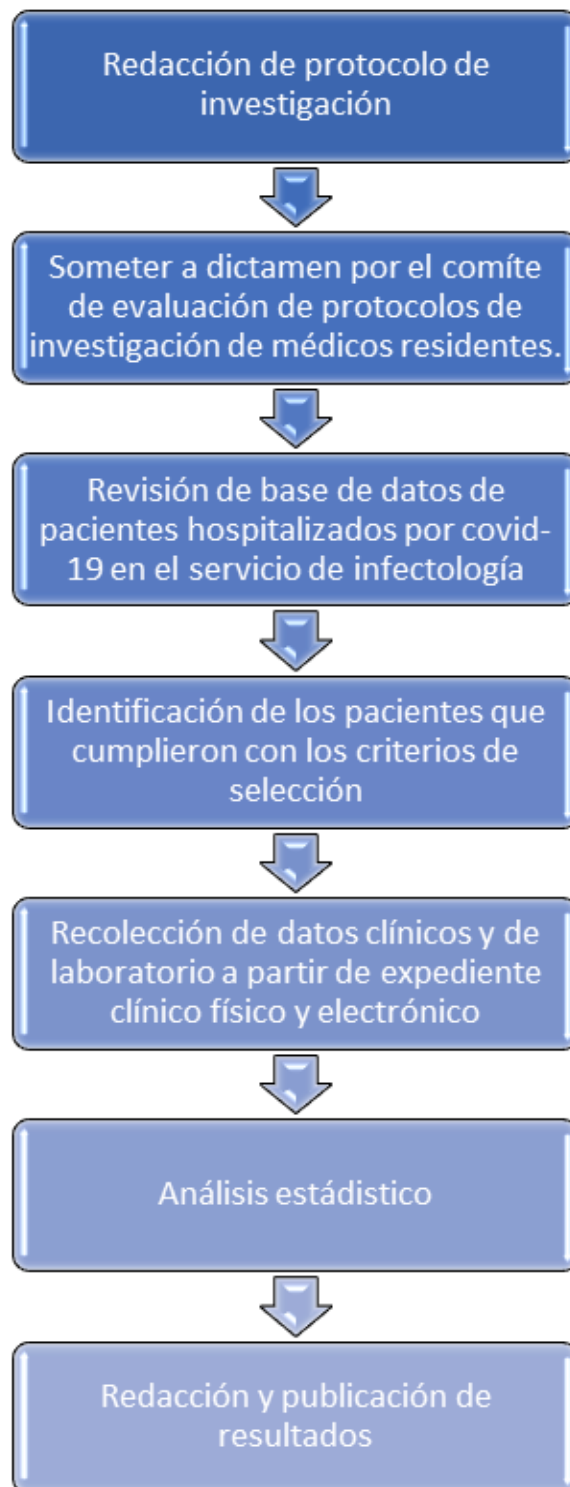 Redacción de protocolo de
investigación
Someter a dictamen por el comíte
de evaluación de protocolos de
investigación de médicos residentes.
Revisión de base de datos de
pacientes hospitalizados por covid-
19 en el servicio de infectología
Identificación de los pacientes que
cumplieron con los criterios de
selección
Recolección de datos clínicos y de
laboratorio a partir de expediente
clínico físico y electrónico
Análisis estádistico
Redacción y publicación de
resultados